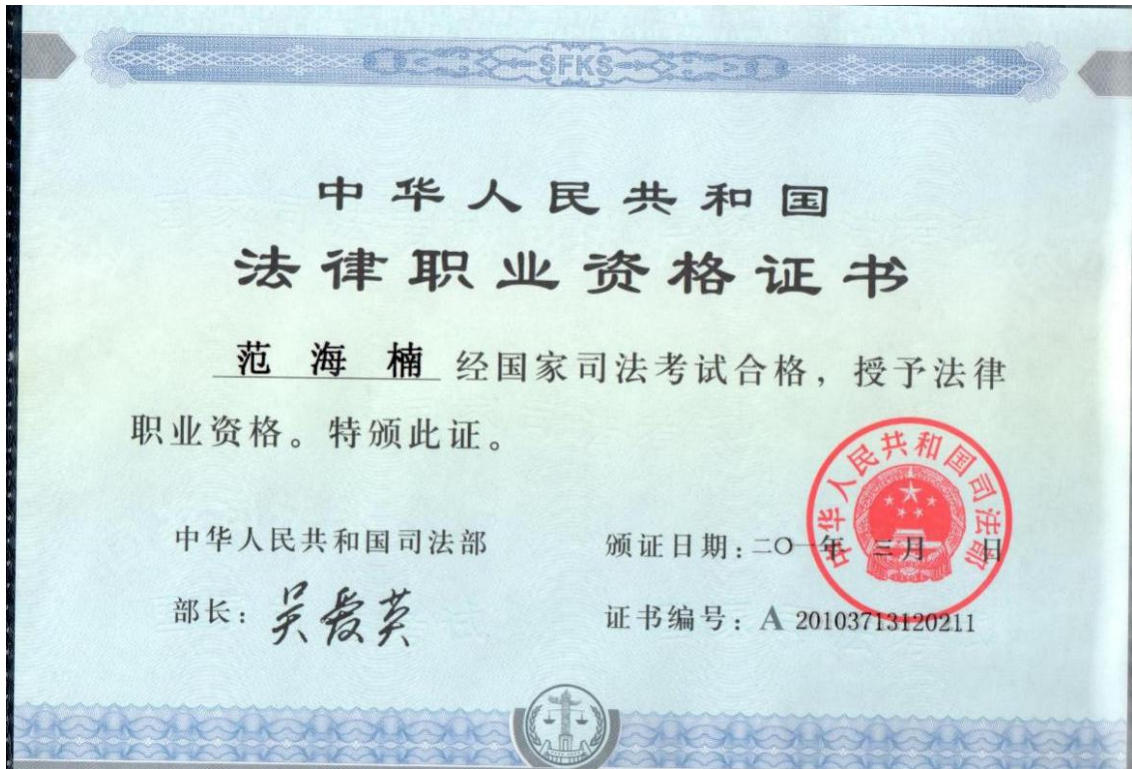 SFKS
中华人民共和国
法律职业资格证书
范海楠 经国家司法考试合格，授予法律
职业资格。特颁此证。
中华人民共和国司法部
颁证日期：二〇一 年 三月 日
部长：吴爱英
证书编号：A 20103713120211
中华人民共和国司法部